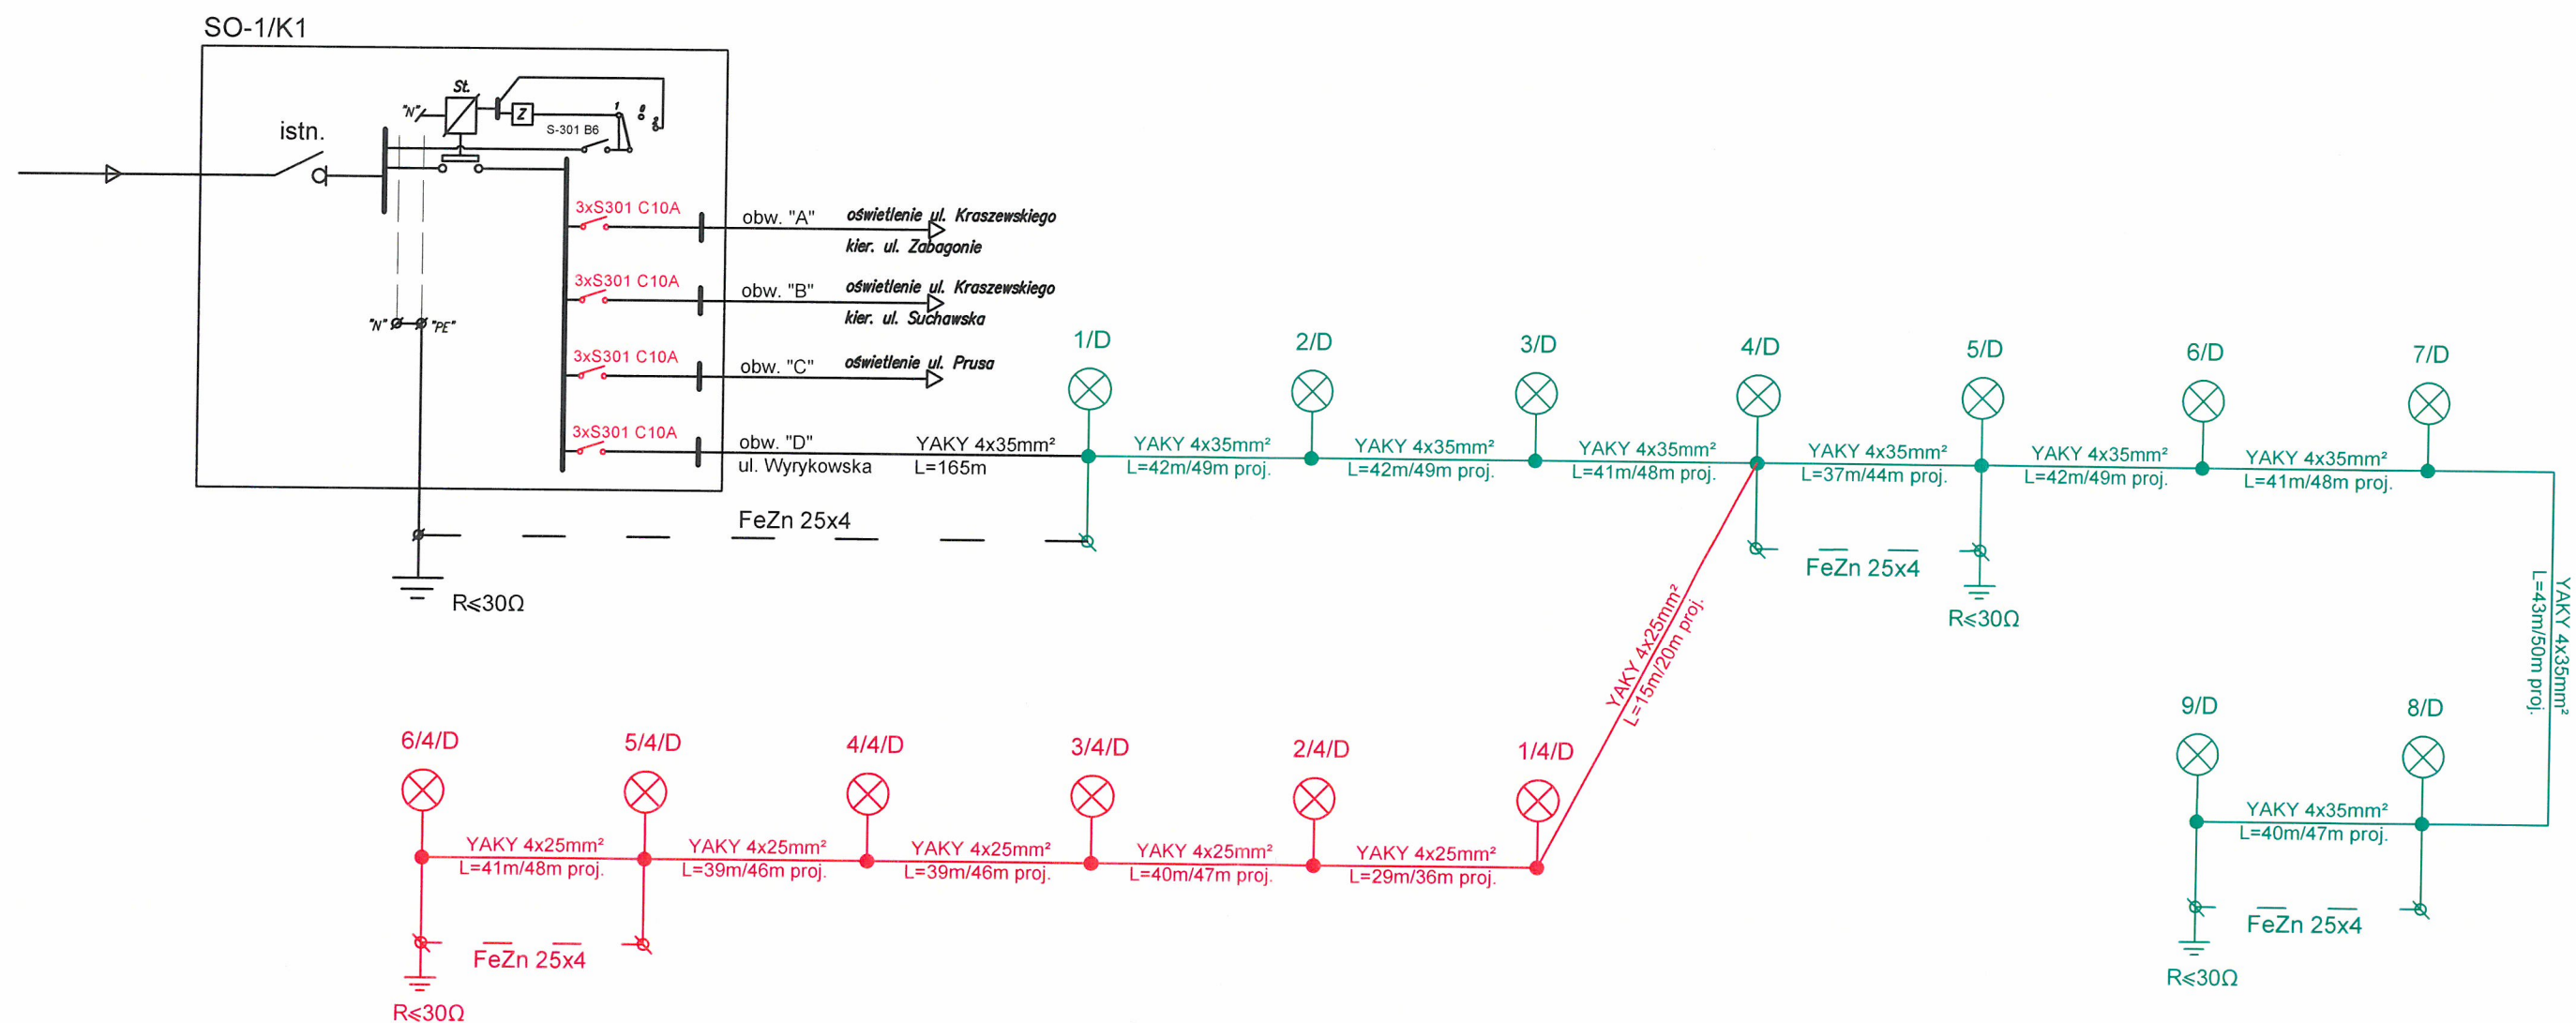 SO-1/K1
St.
"N"
Z
1
0
2
S-301 B6
istn.
3xS301 C10A
obw. "A"
oświetlenie ul. Kraszewskiego
kier. ul. Zabagonie
3xS301 C10A
obw. "B"
oświetlenie ul. Kraszewskiego
kier. ul. Suchawska
"N"
"PE"
3xS301 C10A
obw. "C"
oświetlenie ul. Prusa
3xS301 C10A
obw. "D"
ul. Wyrykowska
YAKY 4x35mm²
L=165m
FeZn 25x4
R⩽30Ω
1/D
2/D
3/D
4/D
5/D
6/D
7/D
YAKY 4x35mm²
L=42m/49m proj.
YAKY 4x35mm²
L=42m/49m proj.
YAKY 4x35mm²
L=41m/48m proj.
YAKY 4x35mm²
L=37m/44m proj.
YAKY 4x35mm²
L=42m/49m proj.
YAKY 4x35mm²
L=41m/48m proj.
FeZn 25x4
R⩽30Ω
YAKY 4x35mm²
L=43m/50m proj.
YAKY 4x25mm²
L=15m/20m proj.
9/D
8/D
YAKY 4x35mm²
L=40m/47m proj.
FeZn 25x4
R⩽30Ω
6/4/D
5/4/D
4/4/D
3/4/D
2/4/D
1/4/D
YAKY 4x25mm²
L=41m/48m proj.
YAKY 4x25mm²
L=39m/46m proj.
YAKY 4x25mm²
L=39m/46m proj.
YAKY 4x25mm²
L=40m/47m proj.
YAKY 4x25mm²
L=29m/36m proj.
FeZn 25x4
R⩽30Ω